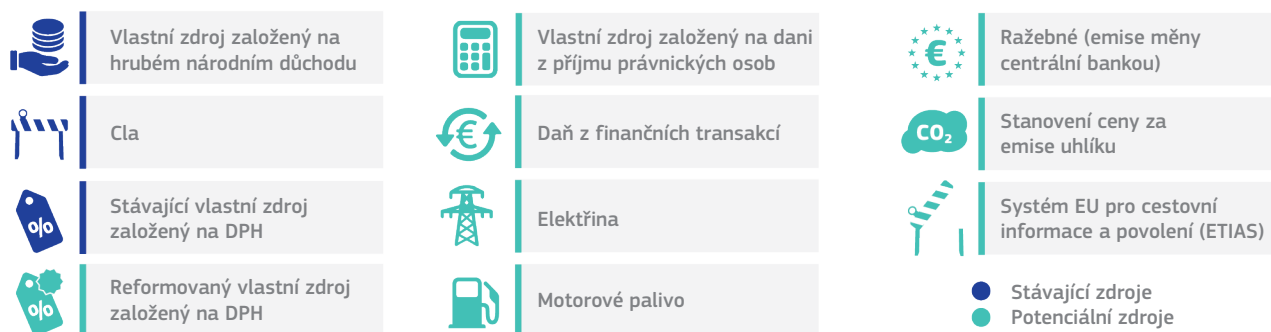 Vlastní zdroj založený na
hrubém národním důchodu
Cla
%
Stávající vlastní zdroj
založený na DPH
%
Reformovaný vlastní zdroj
založený na DPH
Vlastní zdroj založený na dani
z příjmu právnických osob
€
Daň z finančních transakcí
Elektřina
Motorové palivo
€
Ražebné (emise měny
centrální bankou)
CO₂
Stanovení ceny za
emise uhlíku
Systém EU pro cestovní
informace a povolení (ETIAS)
Stávající zdroje
Potenciální zdroje